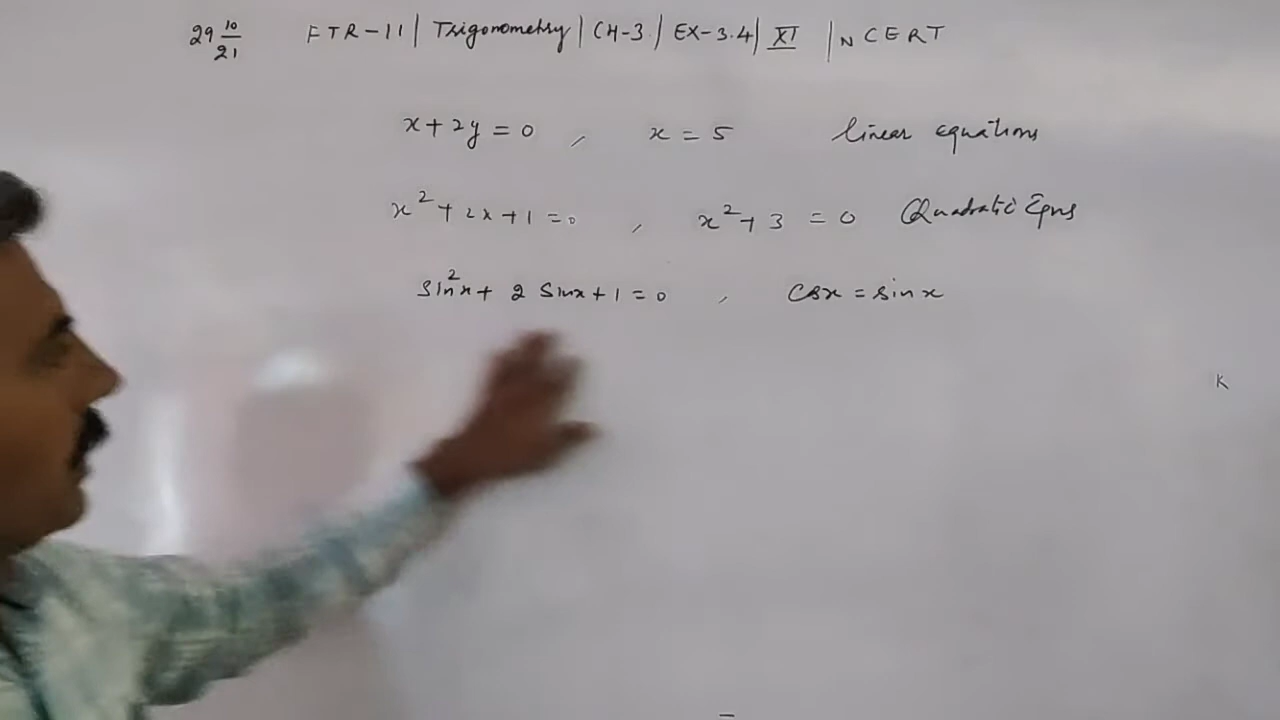 29 10/21 FTR-11 | Trigonometry | CH-3 | EX-3.4 | XI | NCERT
x + 2y = 0 , x = 5 linear equations
x² + 2x + 1 = 0 , x² + 3 = 0 Quadratic Eqns
sin²x + 2 sinx + 1 = 0 , cosx = sinx
K